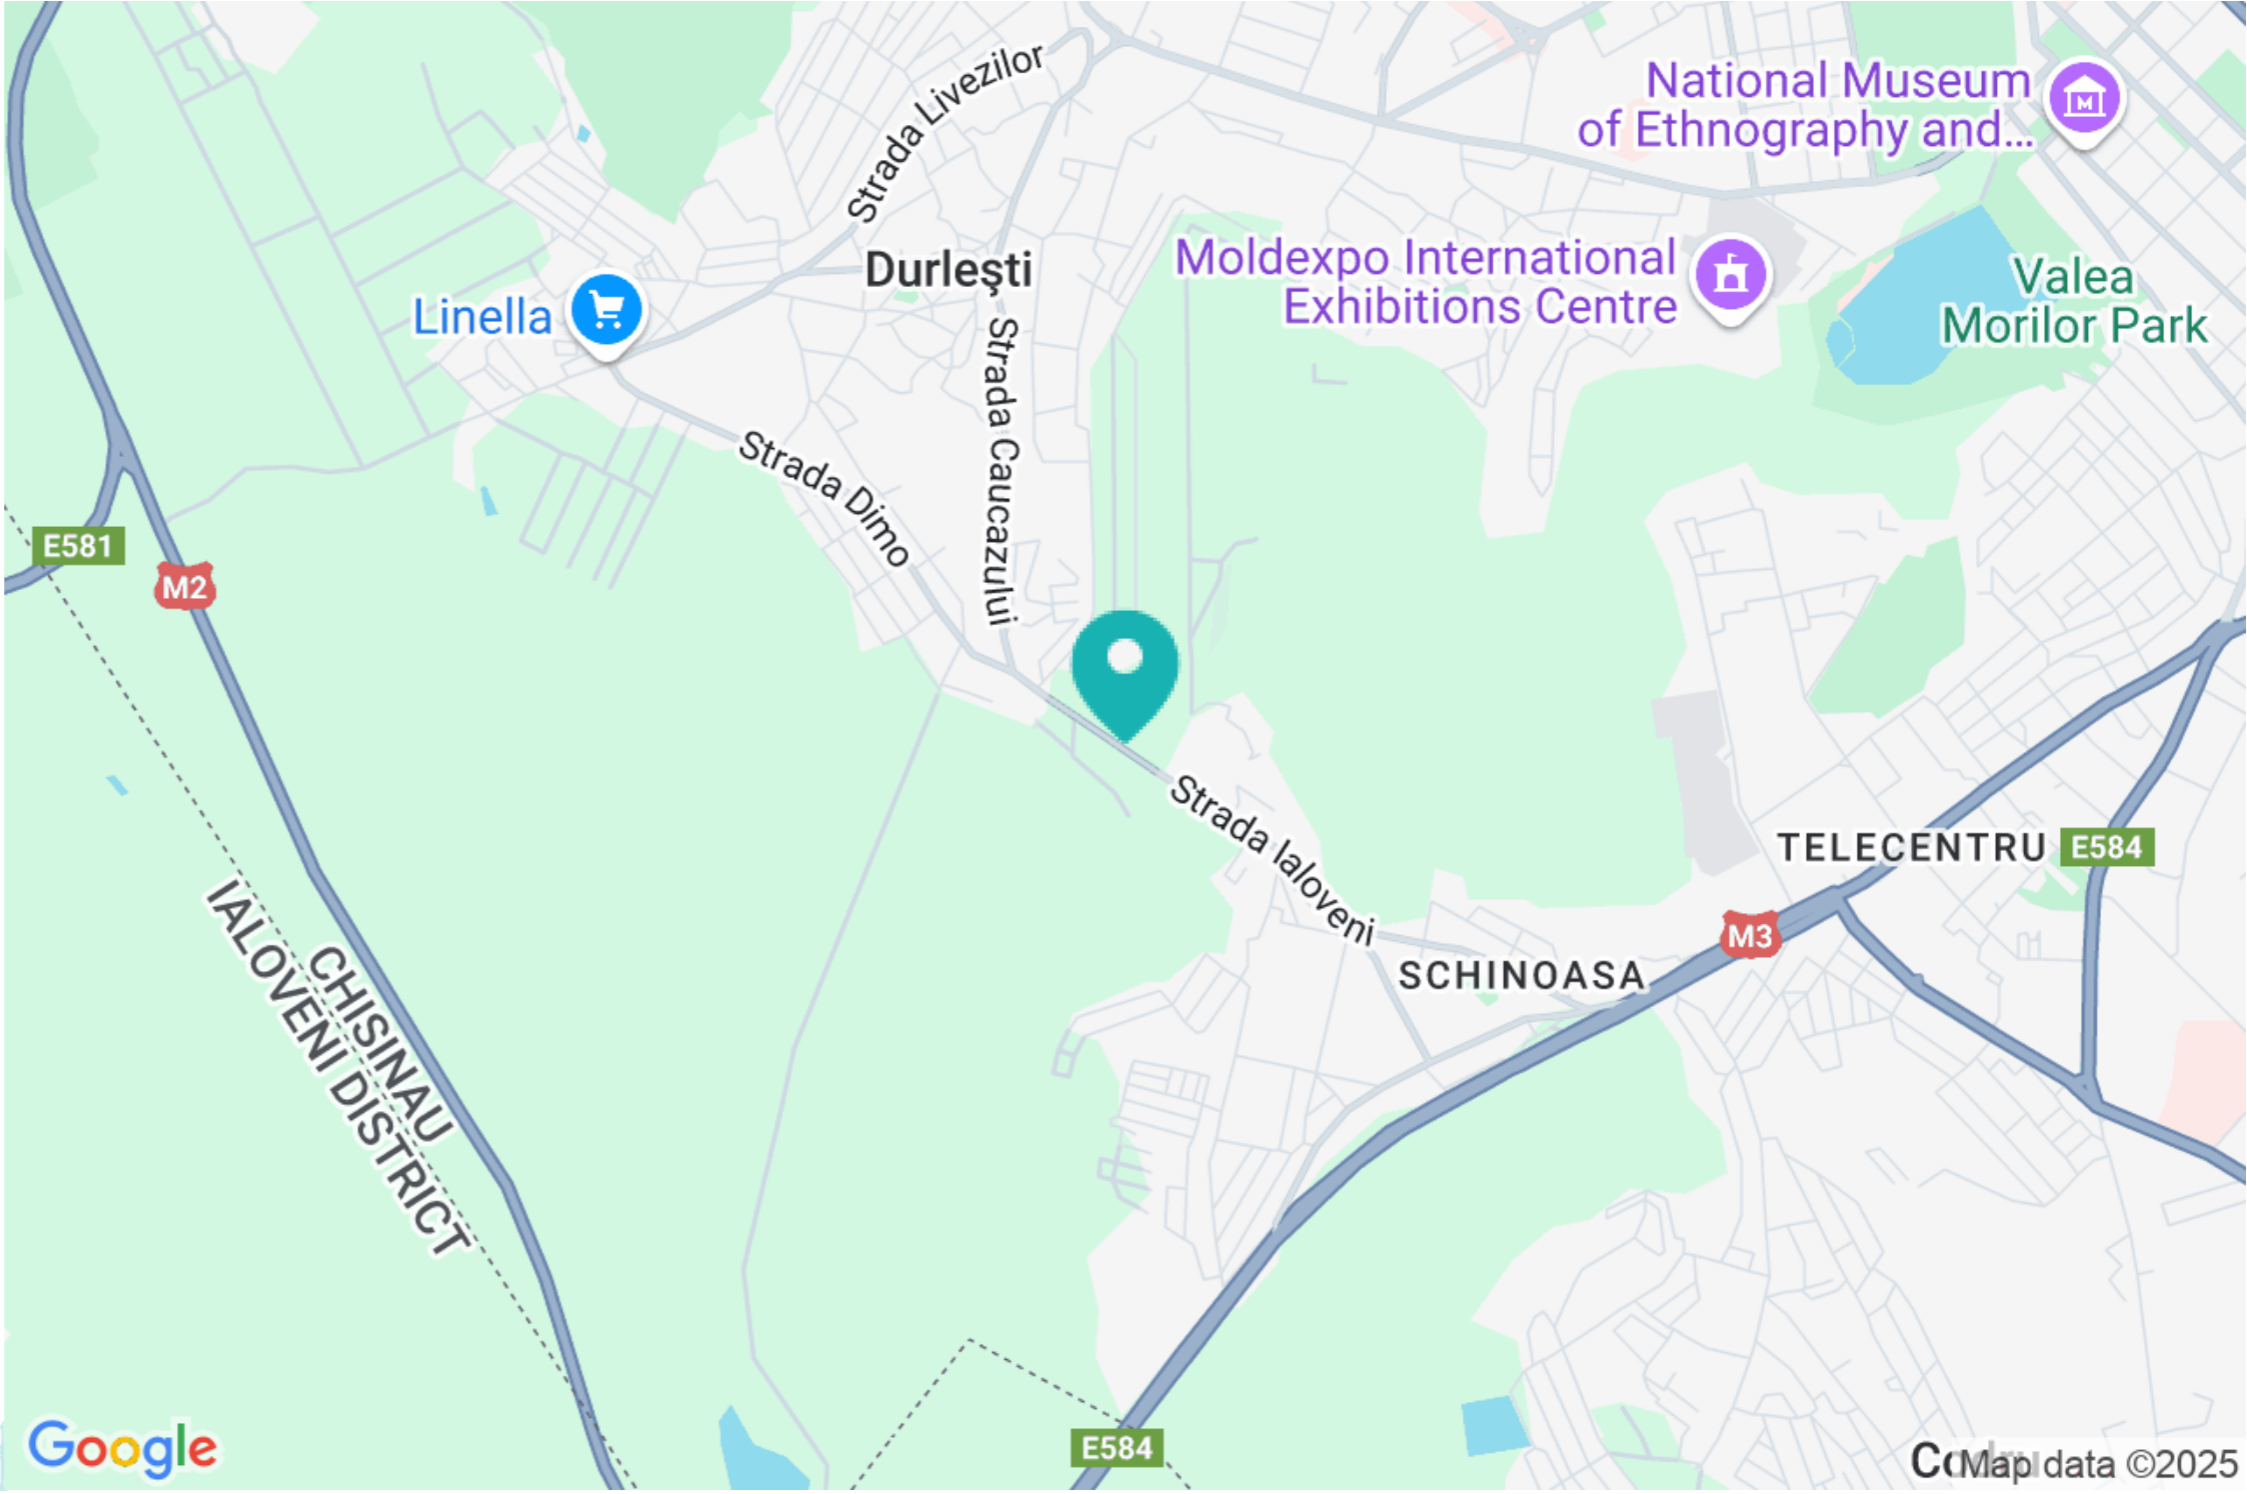 Strada Livezilor
National Museum
of Ethnography and...
M
Durleşti
Moldexpo International
Exhibitions Centre
Valea
Morilor Park
Linella
Strada Caucazului
Strada Dimo
E581
M2
Strada Ialoveni
TELECENTRU
E584
M3
SCHINOASA
CHISINAU
IALOVENI DISTRICT
Google
E584
Map data ©2025